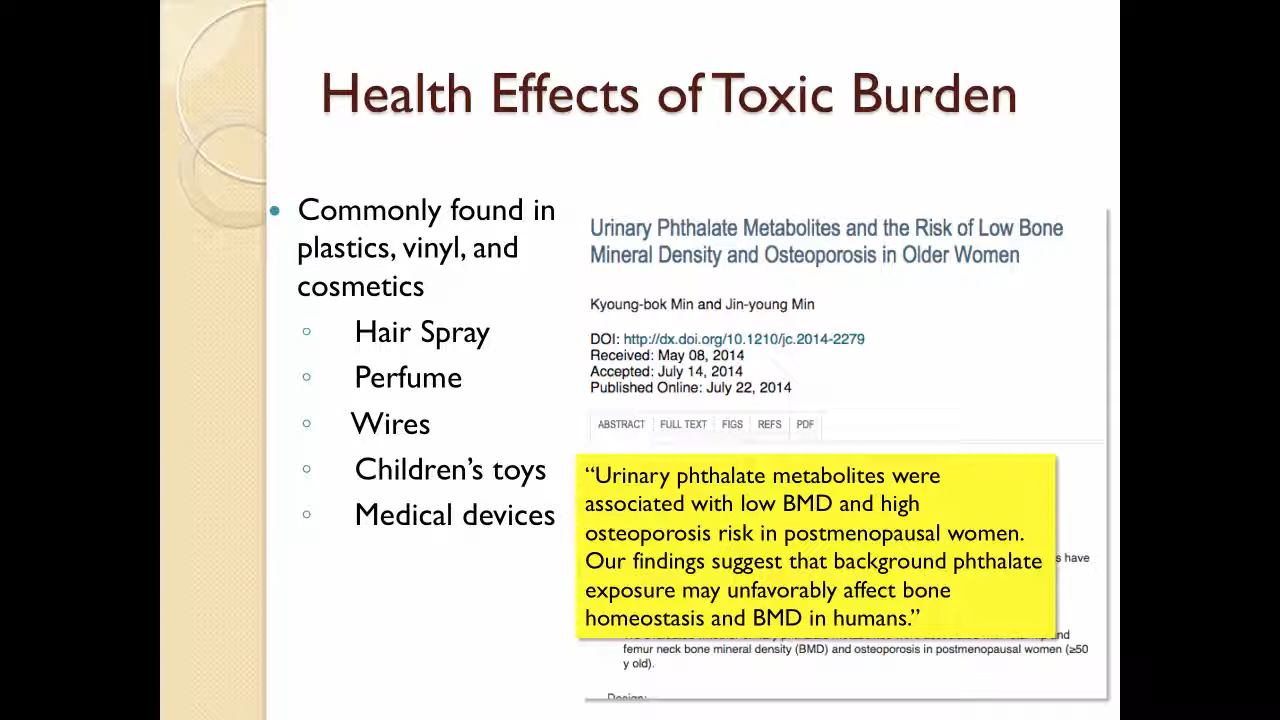 Health Effects of Toxic Burden
Commonly found in
plastics, vinyl, and
cosmetics
Hair Spray
Perfume
Wires
Children's toys
Medical devices
Urinary Phthalate Metabolites and the Risk of Low Bone
Mineral Density and Osteoporosis in Older Women
Kyoung-bok Min and Jin-young Min
DOI: http://dx.doi.org/10.1210/jc.2014-2279
Received: May 08, 2014
Accepted: July 14, 2014
Published Online: July 22, 2014
ABSTRACT FULL TEXT FIGS REFS PDF
“Urinary phthalate metabolites were
associated with low BMD and high
osteoporosis risk in postmenopausal women.
Our findings suggest that background phthalate
exposure may unfavorably affect bone
homeostasis and BMD in humans.”
have
and
femur neck bone mineral density (BMD) and osteoporosis in postmenopausal women (≥50
y old).